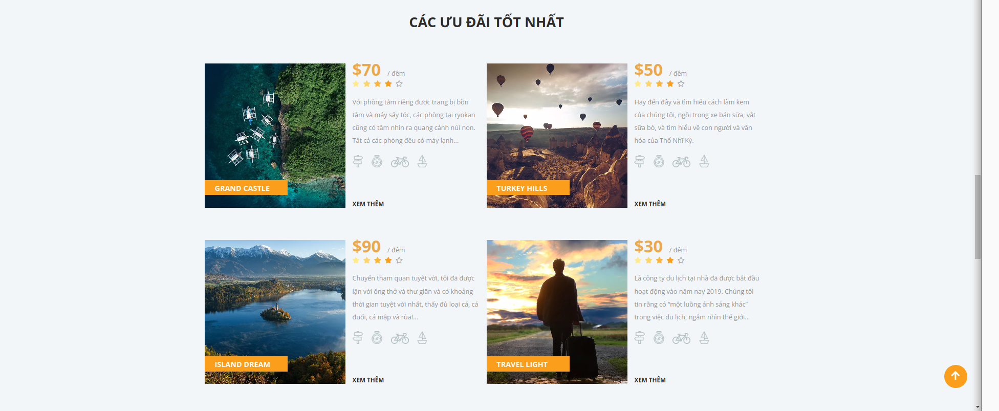 CÁC ƯU ĐÃI TỐT NHẤT
GRAND CASTLE
$70 / đêm
Với phòng tắm riêng được trang bị bồn
tắm và máy sấy tóc, các phòng tại ryokan
cũng có tầm nhìn ra quang cảnh núi non.
Tất cả các phòng đều có máy lạnh...
XEM THÊM
TURKEY HILLS
$50 / đêm
Hãy đến đây và tìm hiểu cách làm kem
của chúng tôi, ngồi trong xe bán sữa, vắt
sữa bò, và tìm hiểu về con người và văn
hóa của Thổ Nhĩ Kỳ.
XEM THÊM
ISLAND DREAM
$90 / đêm
Chuyến tham quan tuyệt vời, tôi đã được
lặn với ống thở và thư giãn và có khoảng
thời gian tuyệt vời nhất, thấy đủ loại cá, cá
đuối, cá mập và rùa!...
XEM THÊM
TRAVEL LIGHT
$30 / đêm
Là công ty du lịch tại nhà đã được bắt đầu
hoạt động vào năm nay 2019. Chúng tôi
tin rằng có “một luồng ánh sáng khác”
trong việc du lịch, ngắm nhìn thế giới...
XEM THÊM